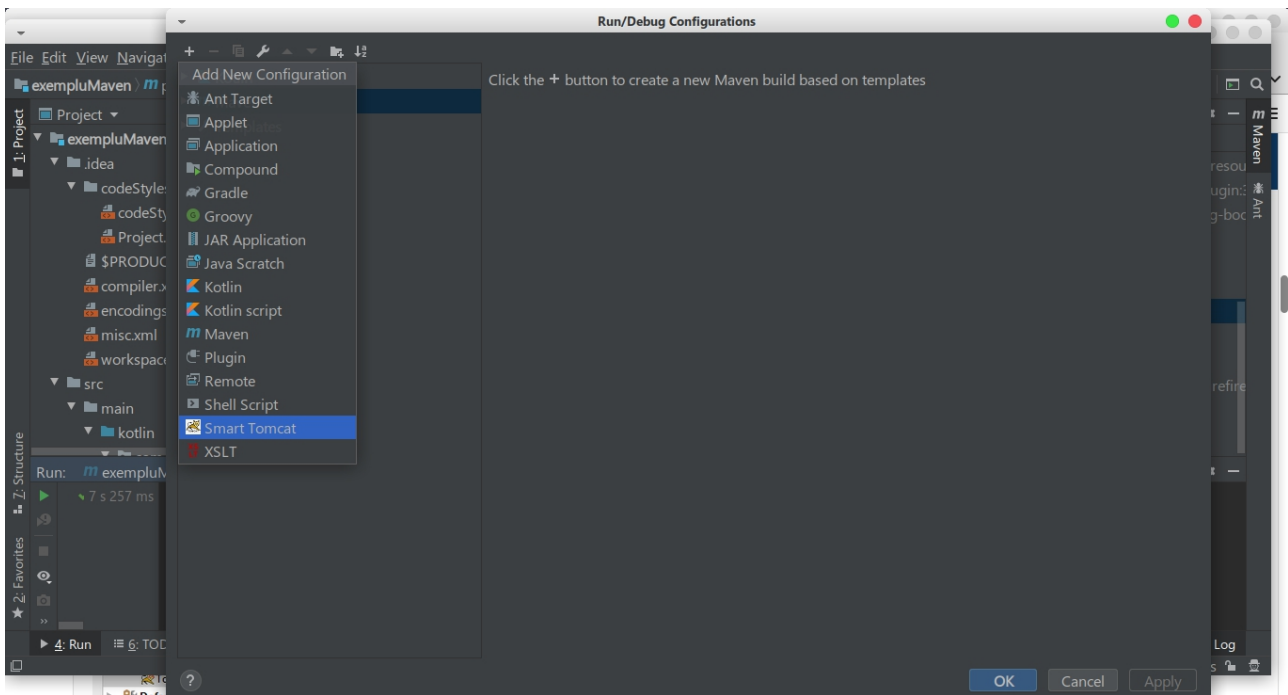 Run/Debug Configurations
File Edit View Navigat
exempluMaven
Add New Configuration
Click the + button to create a new Maven build based on templates
Ant Target
Applet
Application
Compound
Gradle
Groovy
JAR Application
Java Scratch
Kotlin
Kotlin script
Maven
Plugin
Remote
Shell Script
Smart Tomcat
XSLT
1: Project
Project
exempluMaven
.idea
codeStyle
codeSty
Project.
$PRODUC
compiler.x
encodings
misc.xml
workspace
src
main
kotlin
Run: exempluM
7 s 257 ms
Z: Structure
2: Favorites
4: Run 6: TOD
Maven
Ant
resou
ugin:
g-boc
refire
Log
? OK Cancel Apply